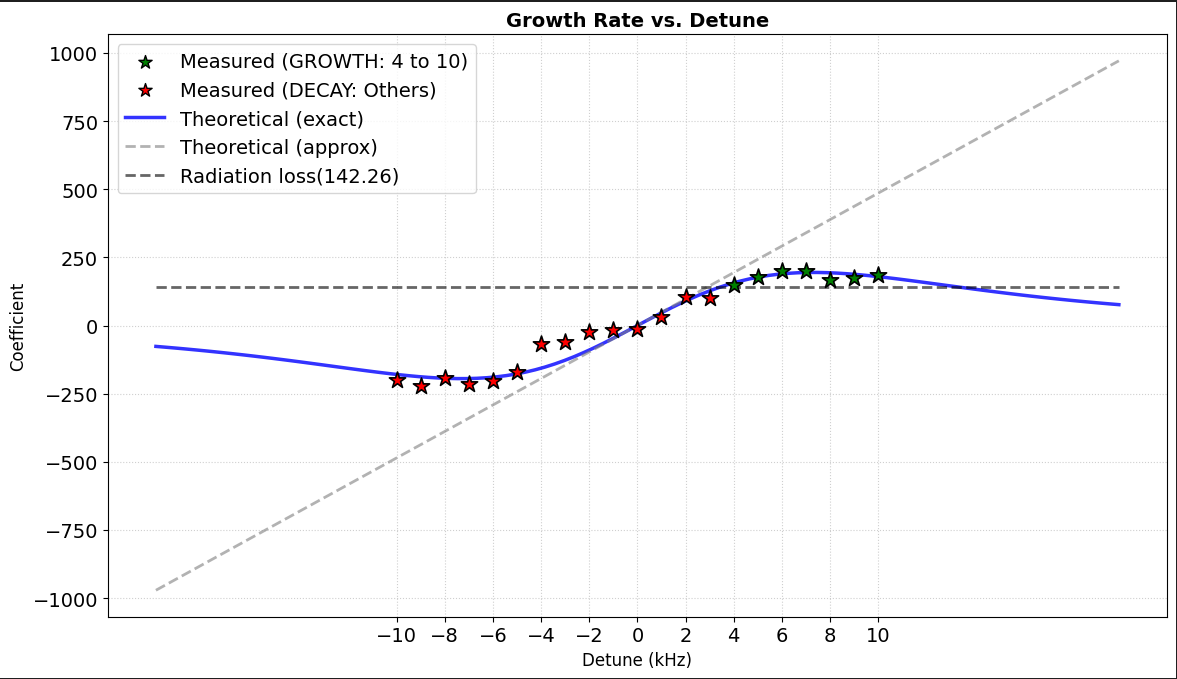 Growth Rate vs. Detune
Measured (GROWTH: 4 to 10)
Measured (DECAY: Others)
Theoretical (exact)
Theoretical (approx)
Radiation loss(142.26)
1000
750
500
250
0
−250
−500
−750
−1000
Coefficient
−10 −8 −6 −4 −2 0 2 4 6 8 10
Detune (kHz)